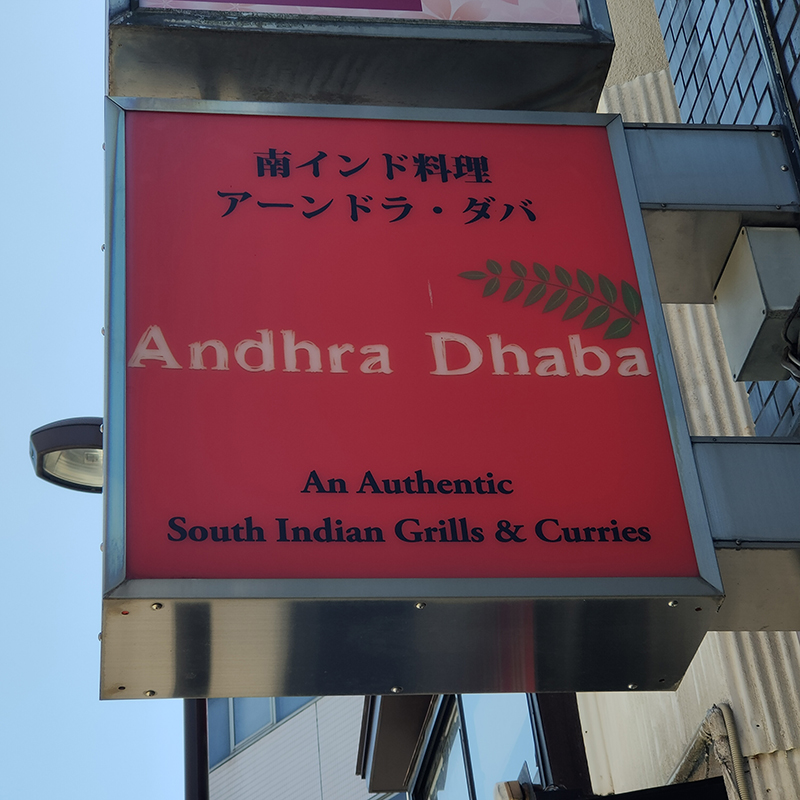 南インド料理
アーンドラ・ダバ
Andhra Dhaba
An Authentic
South Indian Grills & Curries